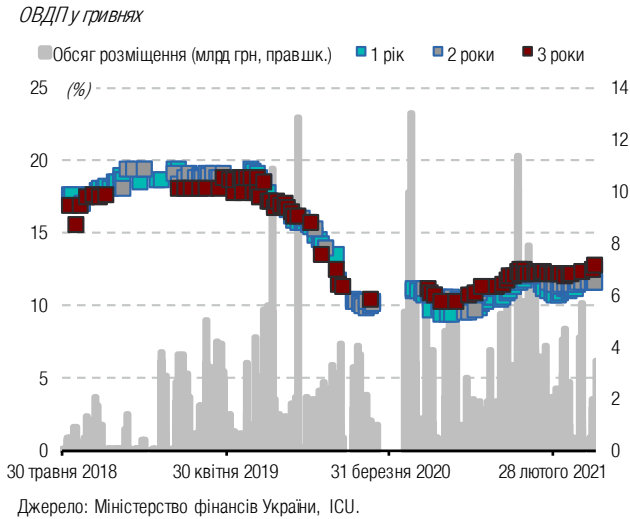 ОВДП у гривнях
Обсяг розміщення (млрд грн, прав.шк.) 1 рік 2 роки 3 роки
25 (%) 14
12
20
10
15 8
6
10
4
5
2
0 0
30 травня 2018 30 квітня 2019 31 березня 2020 28 лютого 2021
Джерело: Міністерство фінансів України, ICU.